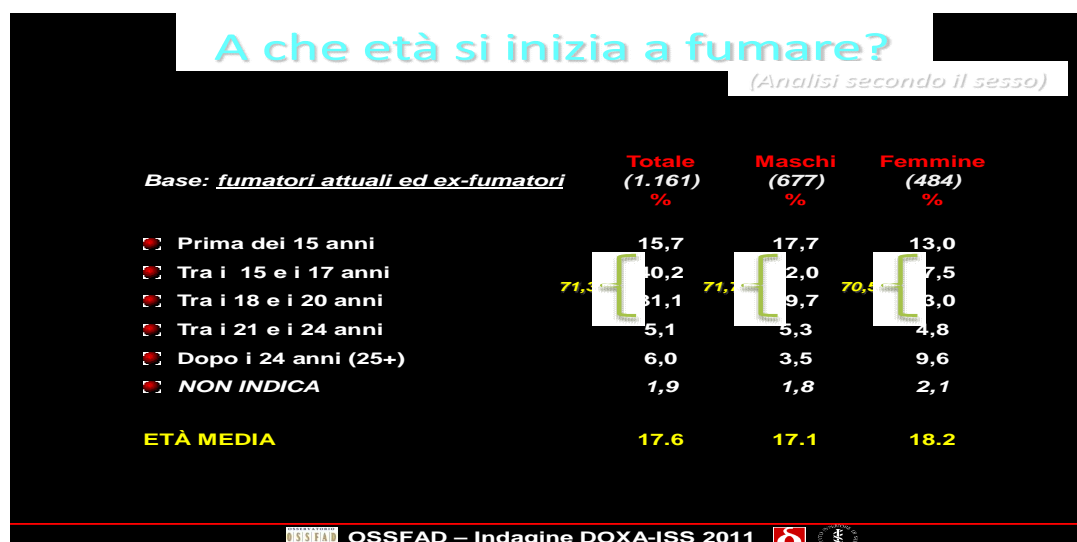 A che età si inizia a fumare?
(Analisi secondo il sesso)
Totale Maschi Femmine
Base: fumatori attuali ed ex-fumatori (1.161) (677) (484)
% % %
Prima dei 15 anni 15,7 17,7 13,0
Tra i 15 e i 17 anni
Tra i 18 e i 20 anni
Tra i 21 e i 24 anni 5,1 5,3 4,8
Dopo i 24 anni (25+) 6,0 3,5 9,6
NON INDICA 1,9 1,8 2,1
ETÀ MEDIA 17.6 17.1 18.2
OSSERVATORIO
OSSFAD OSSFAD – Indagine DOXA-ISS 2011